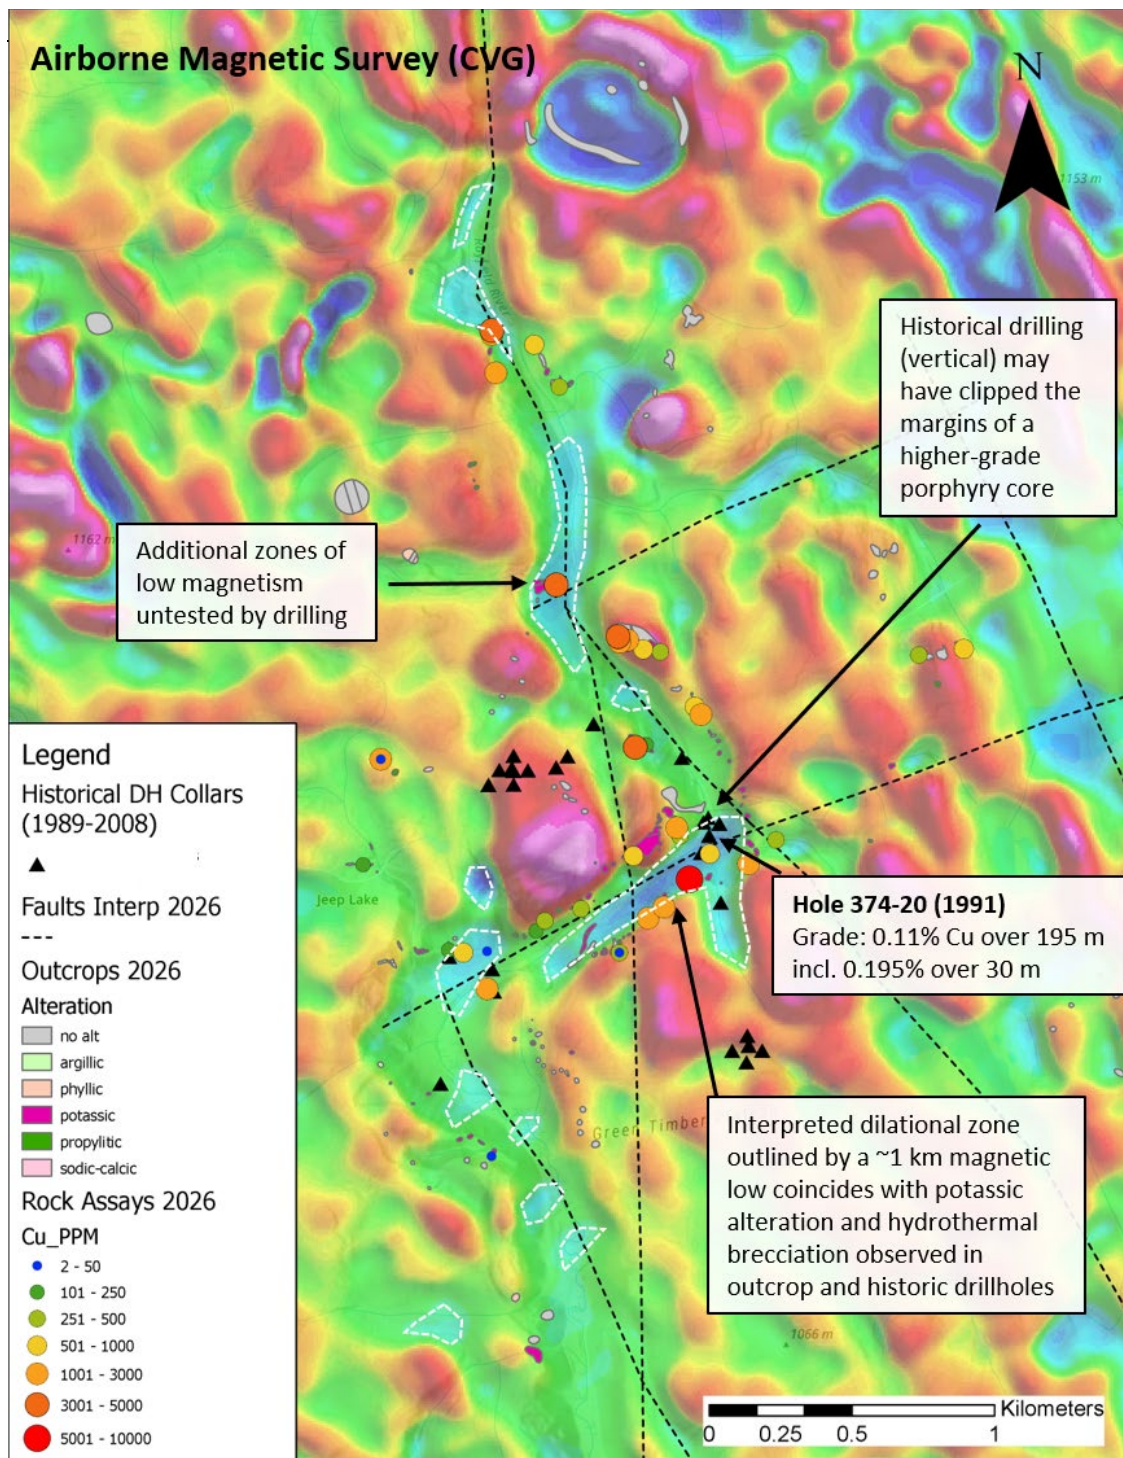 Airborne Magnetic Survey (CVG)
N
1153 m
Historical drilling
(vertical) may
have clipped the
margins of a
higher-grade
porphyry core
1162 m
Additional zones of
low magnetism
untested by drilling
Legend
Historical DH Collars
(1989-2008)
Faults Interp 2026
Outcrops 2026
Alteration
no alt
argillic
phyllic
potassic
propylitic
sodic-calcic
Rock Assays 2026
Cu_PPM
2 - 50
101 - 250
251 - 500
501 - 1000
1001 - 3000
3001 - 5000
5001 - 10000
Jeep Lake
Hole 374-20 (1991)
Grade: 0.11% Cu over 195 m
incl. 0.195% over 30 m
Green Timber
Interpreted dilational zone
outlined by a ~1 km magnetic
low coincides with potassic
alteration and hydrothermal
brecciation observed in
outcrop and historic drillholes
1066 m
Kilometers
0 0.25 0.5 1